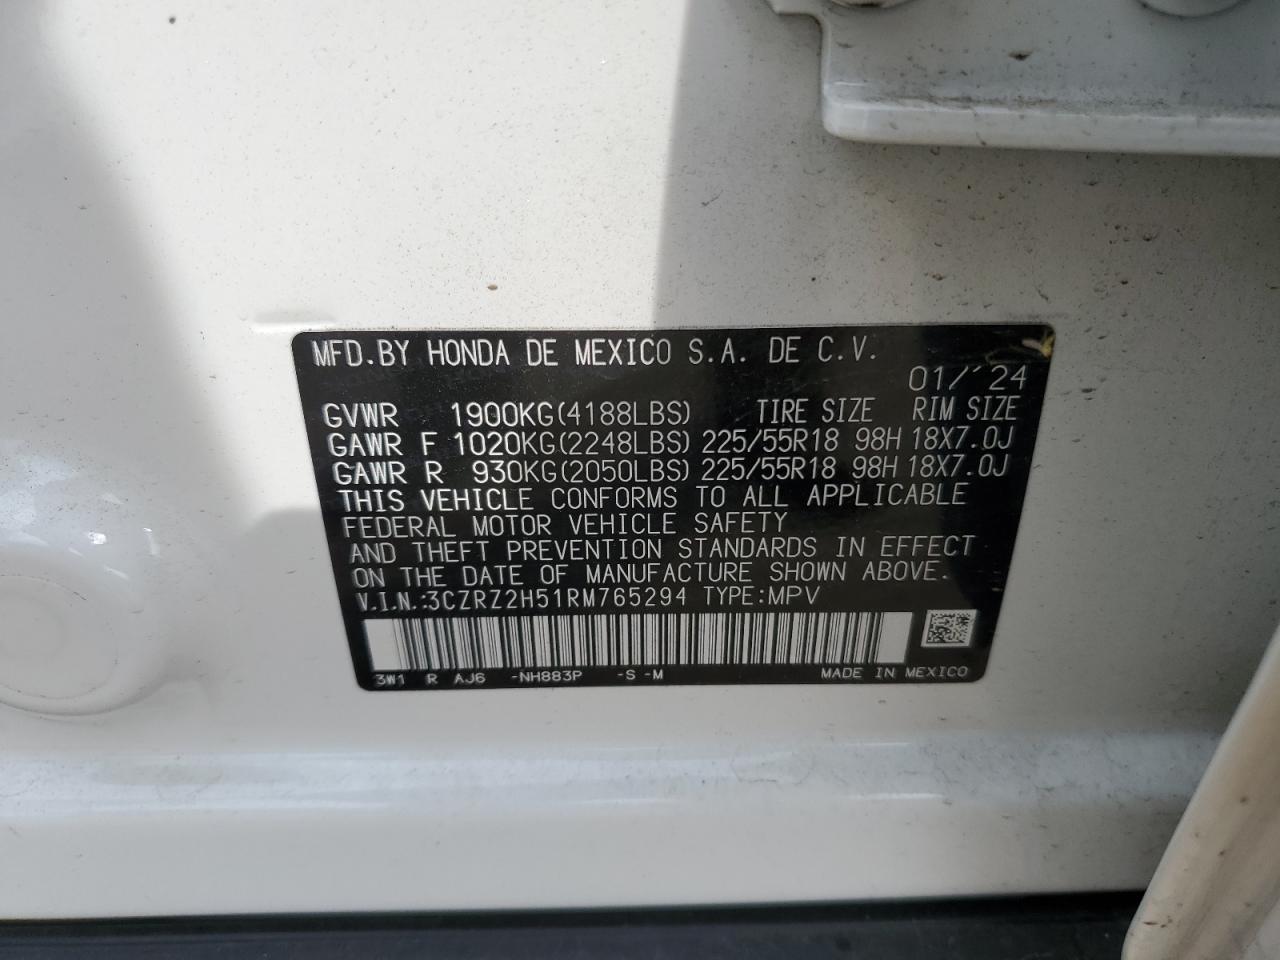 MFD.BY HONDA DE MEXICO S.A. DE C.V.
01/´24
GVWR 1900KG(4188LBS) TIRE SIZE RIM SIZE
GAWR F 1020KG(2248LBS) 225/55R18 98H 18X7.0J
GAWR R 930KG(2050LBS) 225/55R18 98H 18X7.0J
THIS VEHICLE CONFORMS TO ALL APPLICABLE
FEDERAL MOTOR VEHICLE SAFETY
AND THEFT PREVENTION STANDARDS IN EFFECT
ON THE DATE OF MANUFACTURE SHOWN ABOVE.
V.I.N.:3CZRZ2H51RM765294 TYPE:MPV
3W1 R AJ6 -NH883P -S -M MADE IN MEXICO